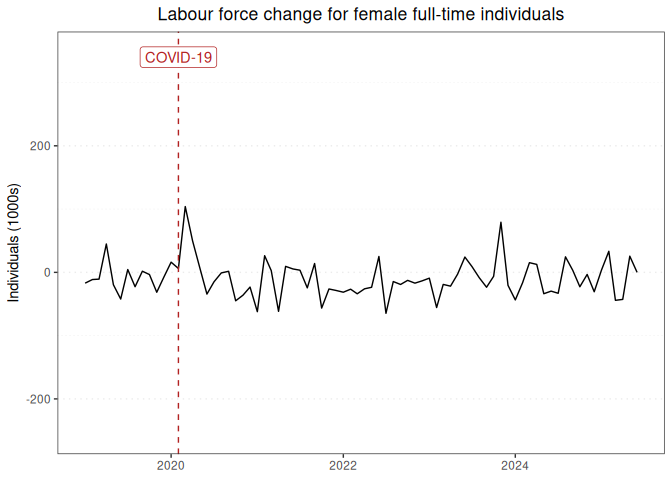 Labour force change for female full-time individuals
COVID-19
Individuals (1000s)
200
0
-200
2020
2022
2024